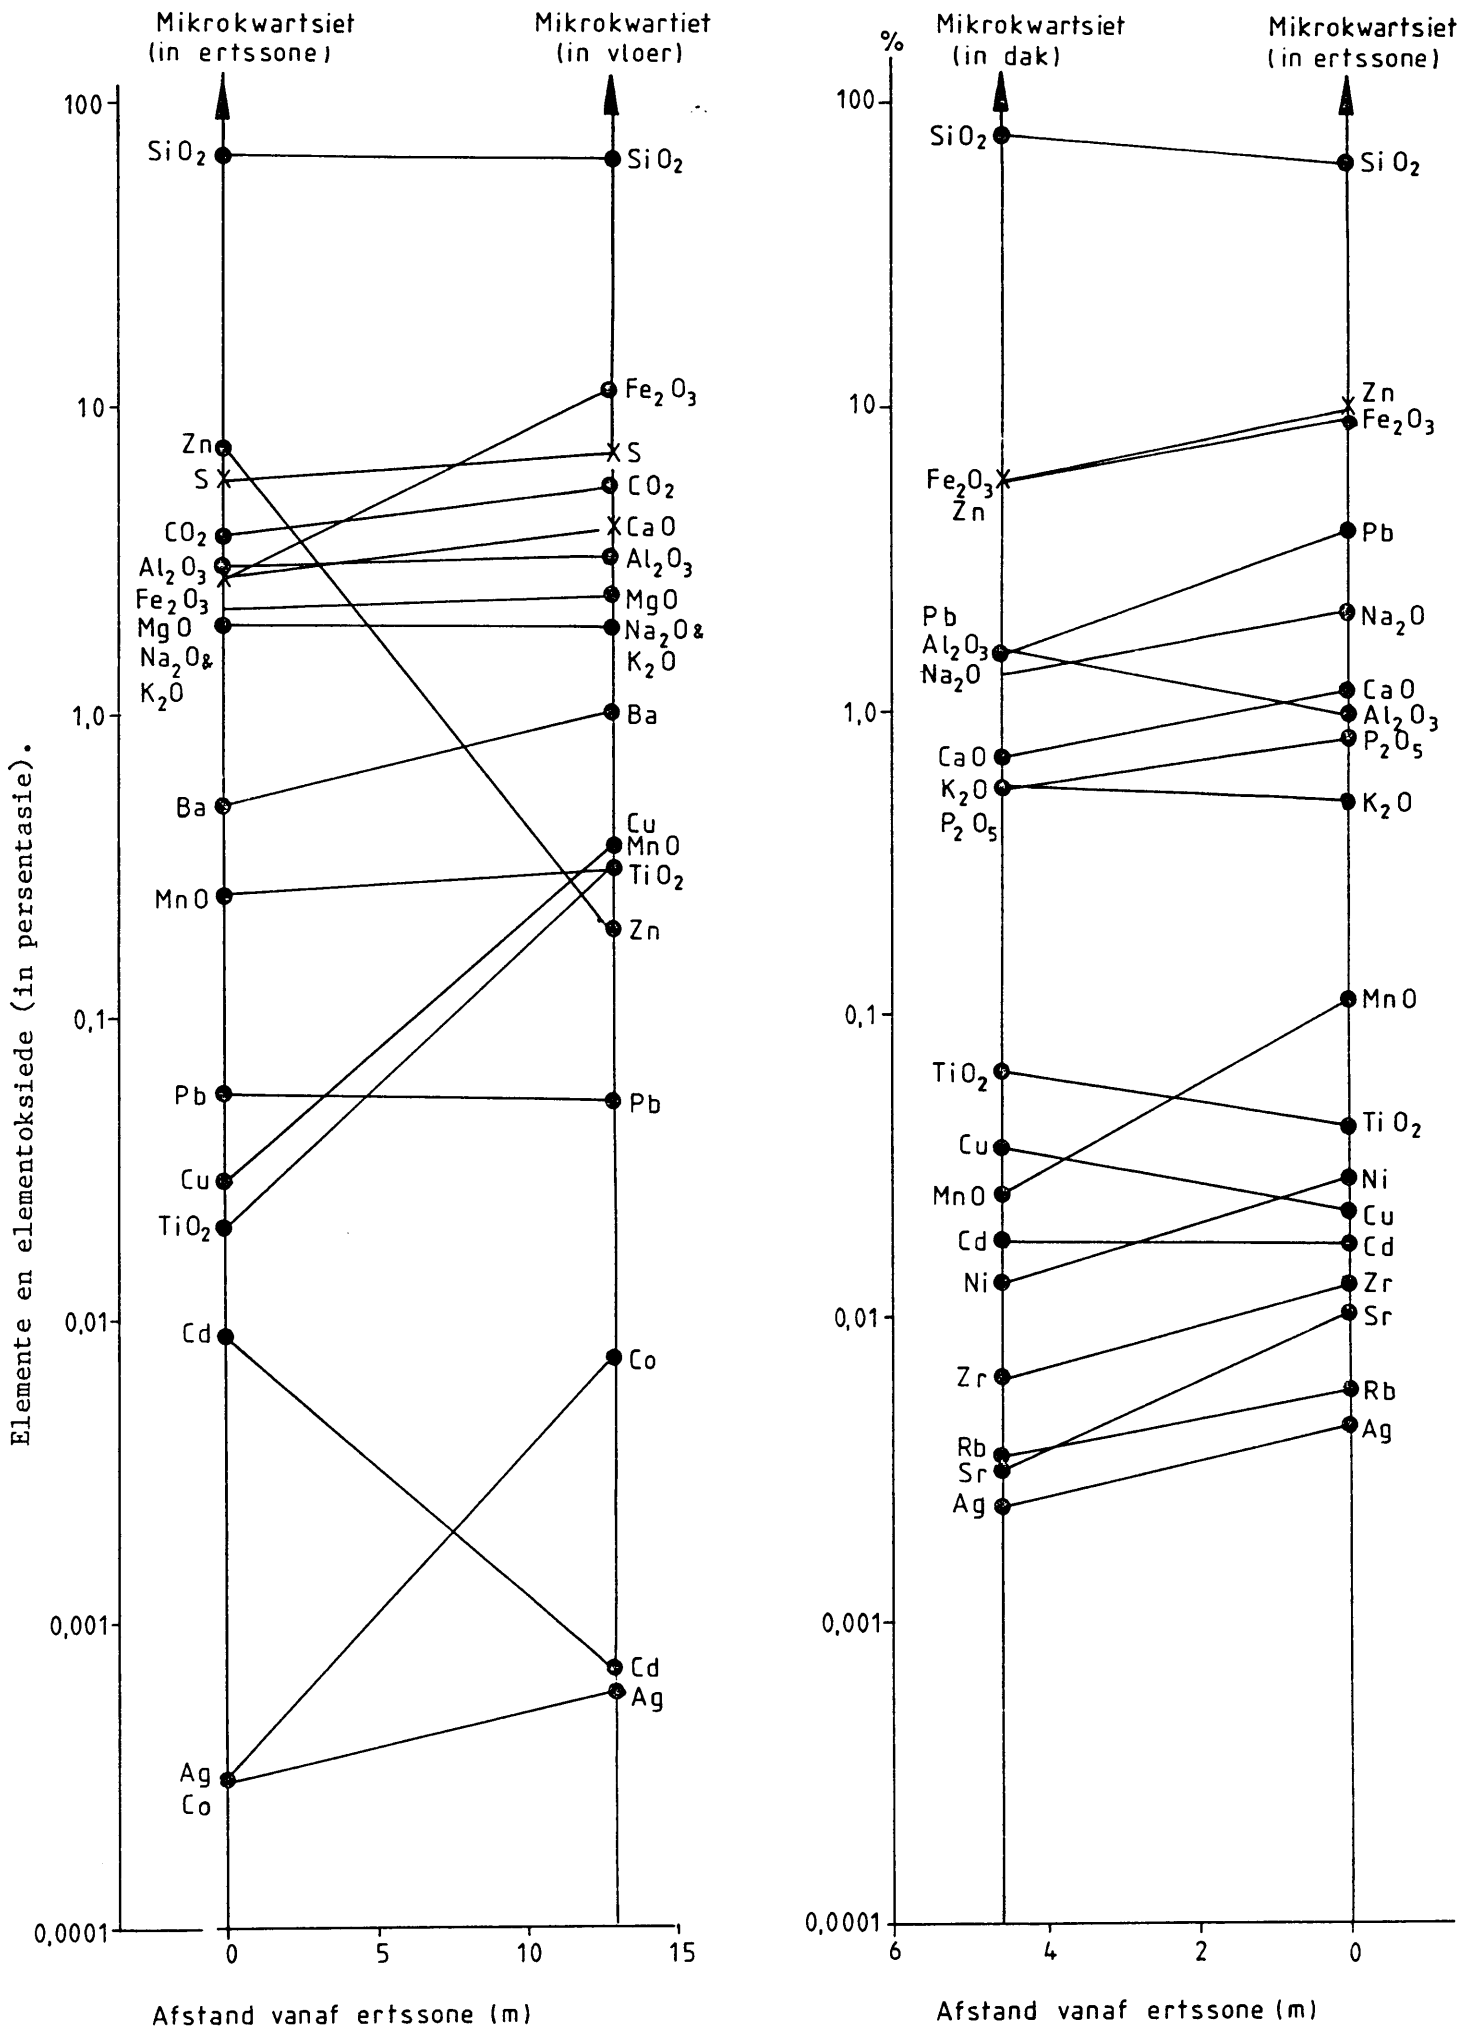 Mikrokwartsiet
(in ertssone)
Mikrokwartiet
(in vloer)
Elemente en elementoksiede (in persentasie).
100
10
1,0
0,1
0,01
0,001
0,0001
SiO₂
Zn
S
CO₂
Al₂O₃
Fe₂O₃
MgO
Na₂O&
K₂O
Ba
MnO
Pb
Cu
TiO₂
Cd
Ag
Co
SiO₂
Fe₂O₃
S
CO₂
CaO
Al₂O₃
MgO
Na₂O&
K₂O
Ba
Cu
MnO
TiO₂
Zn
Pb
Co
Cd
Ag
0
5
10
15
Afstand vanaf ertssone (m)
%
Mikrokwartsiet
(in dak)
Mikrokwartsiet
(in ertssone)
100
10
1,0
0,1
0,01
0,001
0,0001
SiO₂
Fe₂O₃
Zn
Pb
Al₂O₃
Na₂O
CaO
K₂O
P₂O₅
TiO₂
Cu
MnO
Cd
Ni
Zr
Rb
Sr
Ag
SiO₂
Zn
Fe₂O₃
Pb
Na₂O
CaO
Al₂O₃
P₂O₅
K₂O
MnO
TiO₂
Ni
Cu
Cd
Zr
Sr
Rb
Ag
6
4
2
0
Afstand vanaf ertssone (m)